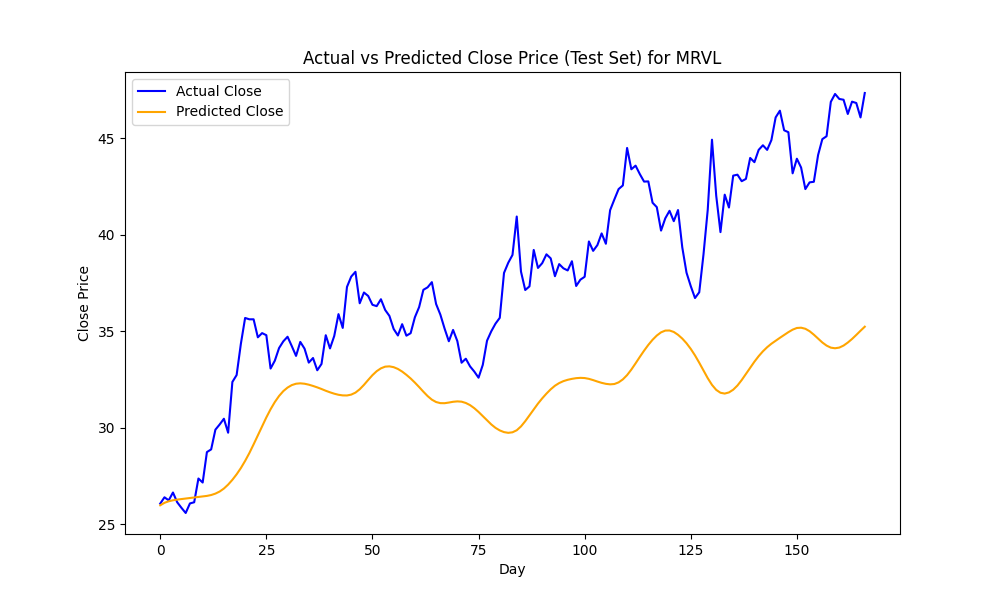 Actual vs Predicted Close Price (Test Set) for MRVL
Actual Close
Predicted Close
Close Price
45
40
35
30
25
0 25 50 75 100 125 150
Day